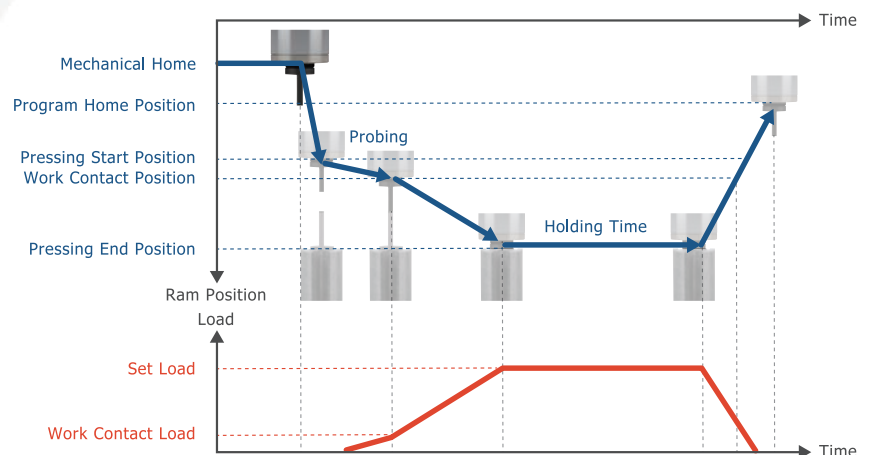 Time
Mechanical Home
Program Home Position
Probing
Pressing Start Position
Work Contact Position
Holding Time
Pressing End Position
Ram Position
Load
Set Load
Work Contact Load
Time